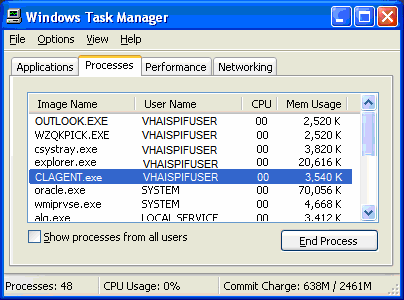 Windows Task Manager
File Options View Help
Applications Processes Performance Networking
Image Name User Name CPU Mem Usage
OUTLOOK.EXE VHAISPIFUSER 00 2,520 K
WZQKPICK.EXE VHAISPIFUSER 00 2,520 K
csystray.exe VHAISPIFUSER 00 3,820 K
explorer.exe VHAISPIFUSER 00 20,616 K
CLAGENT.exe VHAISPIFUSER 00 3,540 K
oracle.exe SYSTEM 00 70,056 K
wmiprvse.exe SYSTEM 00 4,668 K
alg.exe LOCAL SERVICE 00 3,412 K
Show processes from all users
End Process
Processes: 48 CPU Usage: 0% Commit Charge: 638M / 2461M